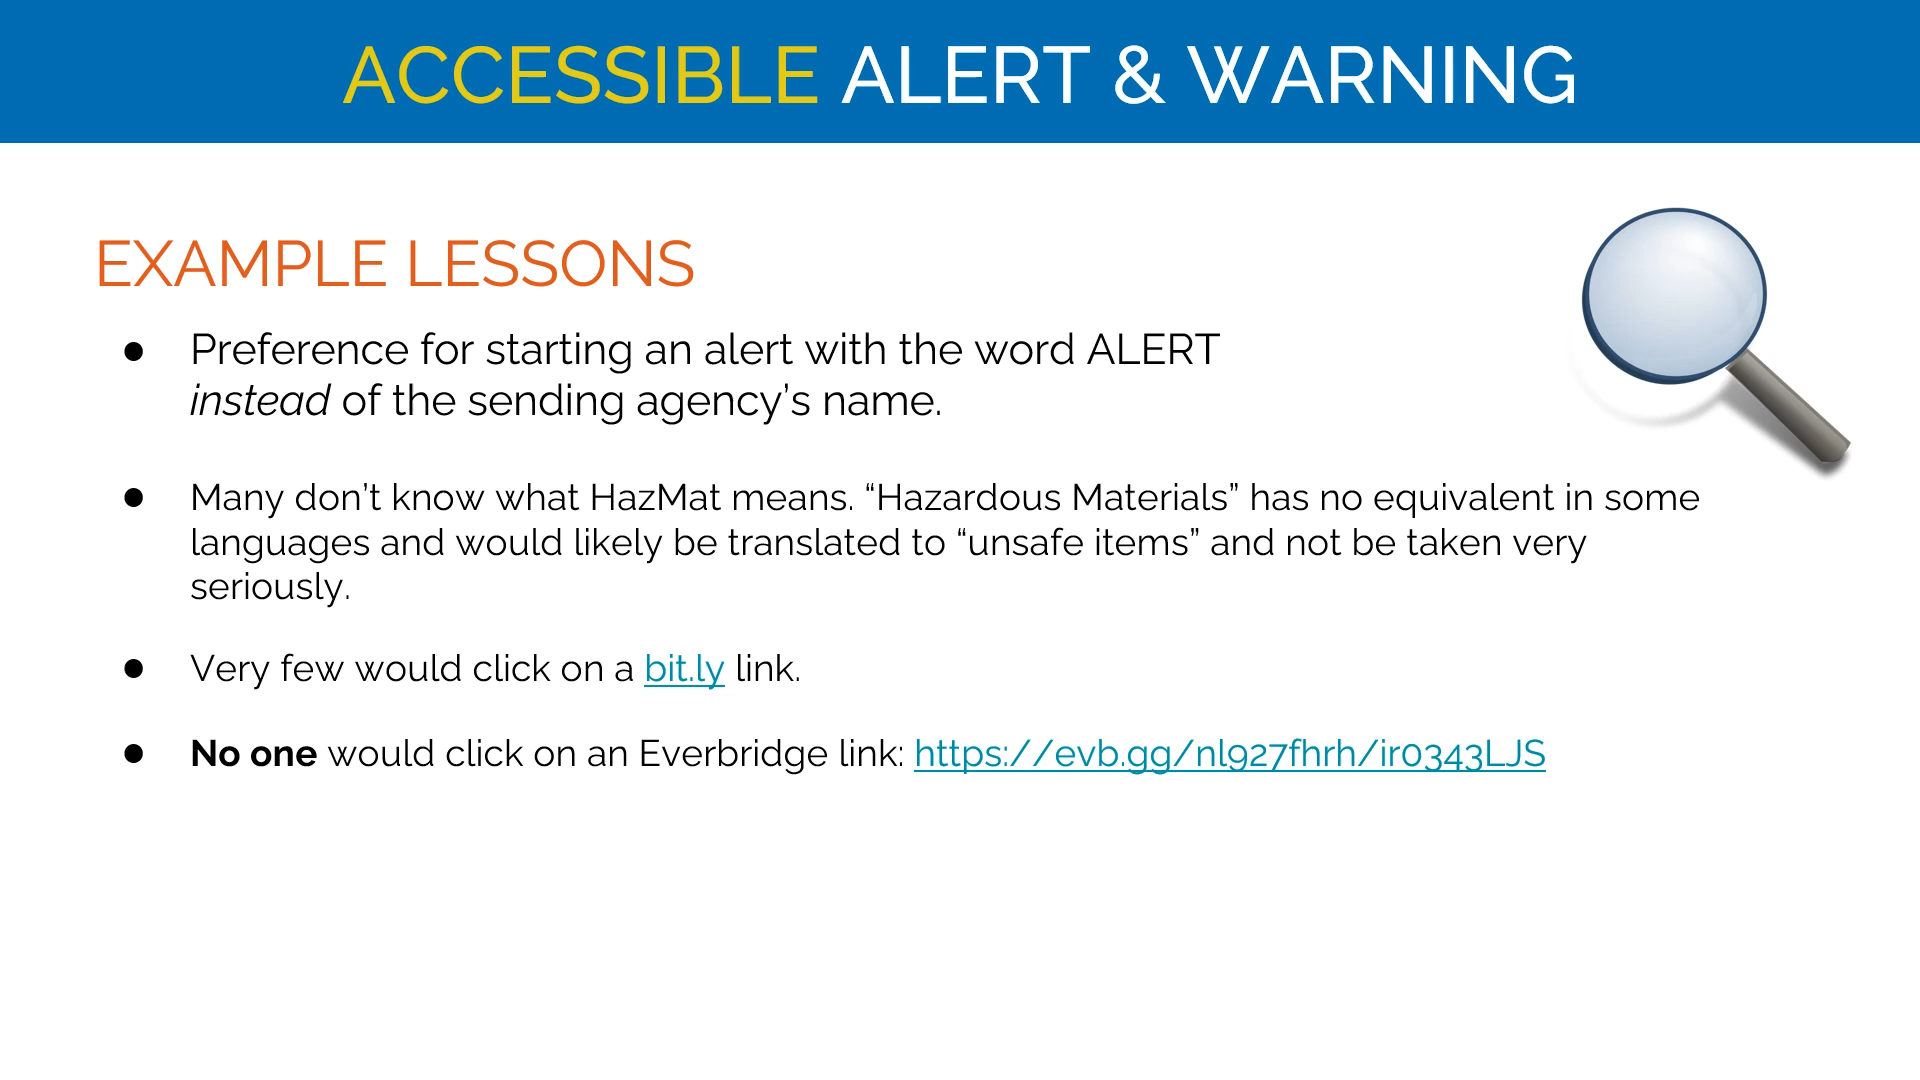 ACCESSIBLE ALERT & WARNING
EXAMPLE LESSONS
● Preference for starting an alert with the word ALERT
instead of the sending agency’s name.
● Many don’t know what HazMat means. “Hazardous Materials” has no equivalent in some
languages and would likely be translated to “unsafe items” and not be taken very
seriously.
● Very few would click on a bit.ly link.
● No one would click on an Everbridge link: https://evb.gg/nl927fhrh/ir0343LJS